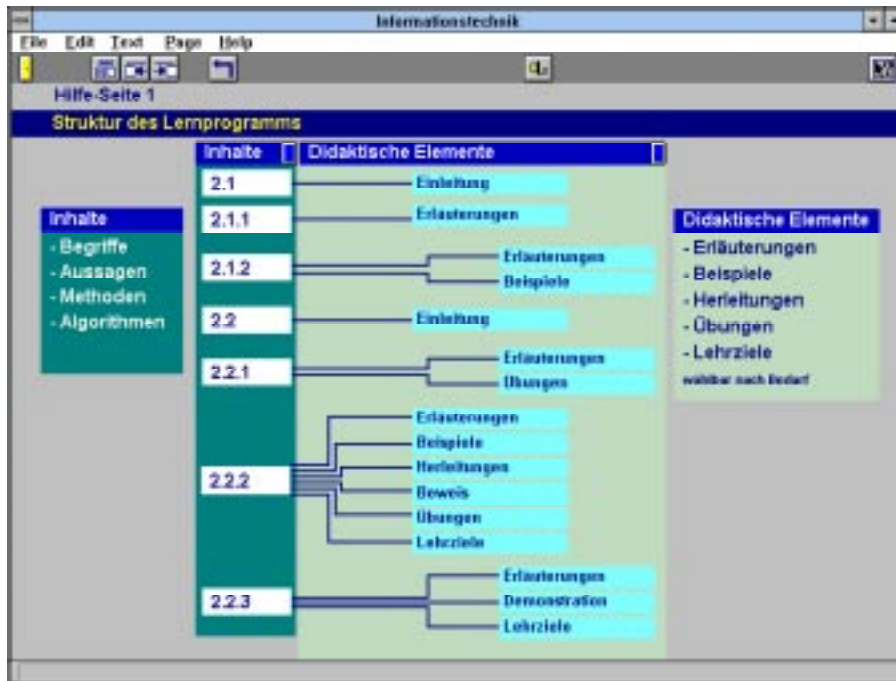 Informationstechnik
File Edit Text Page Help
Hilfe-Seite 1
Struktur des Lernprogramms
Inhalte
Didaktische Elemente
2.1
Einleitung
2.1.1
Erläuterungen
2.1.2
Erläuterungen
Beispiele
2.2
Einleitung
2.2.1
Erläuterungen
Übungen
2.2.2
Erläuterungen
Beispiele
Herleitungen
Beweis
Übungen
Lehrziele
2.2.3
Erläuterungen
Demonstration
Lehrziele
Inhalte
- Begriffe
- Aussagen
- Methoden
- Algorithmen
Didaktische Elemente
- Erläuterungen
- Beispiele
- Herleitungen
- Übungen
- Lehrziele
wählbar nach Bedarf